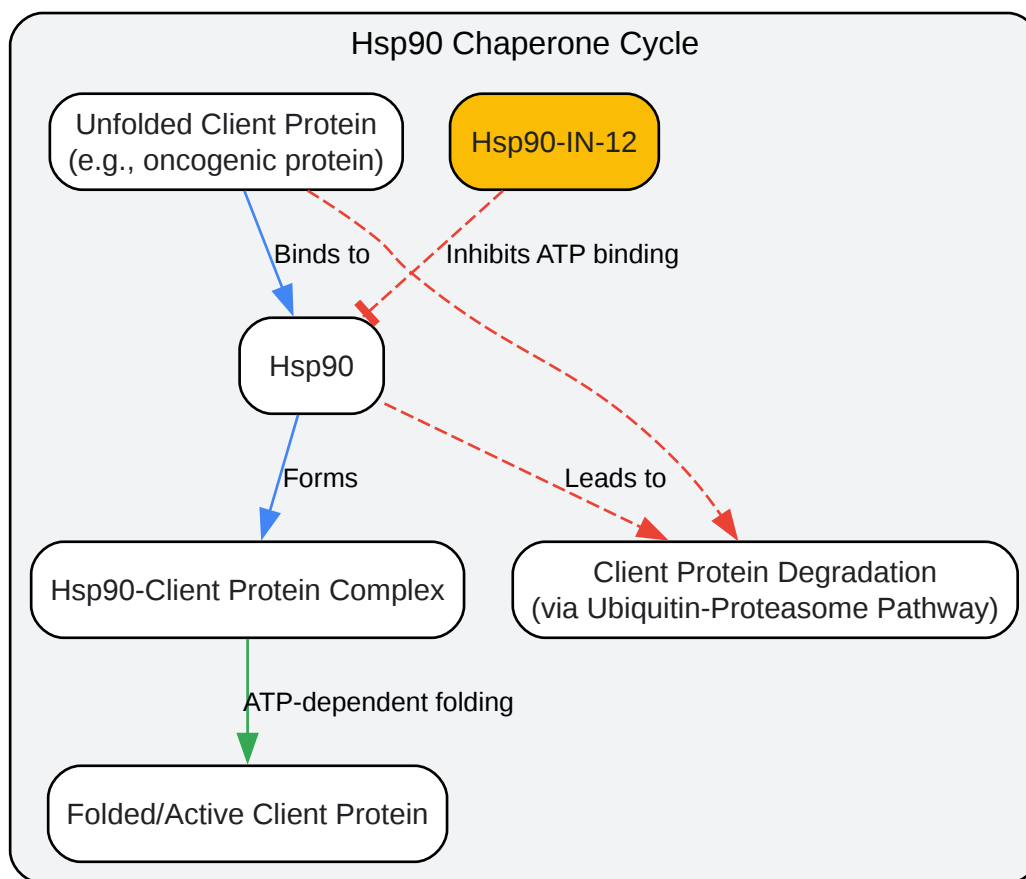 Hsp90 Chaperone Cycle
Unfolded Client Protein
(e.g., oncogenic protein)
Hsp90-IN-12
Binds to
Inhibits ATP binding
Hsp90
Forms
Leads to
Hsp90-Client Protein Complex
Client Protein Degradation
(via Ubiquitin-Proteasome Pathway)
ATP-dependent folding
Folded/Active Client Protein